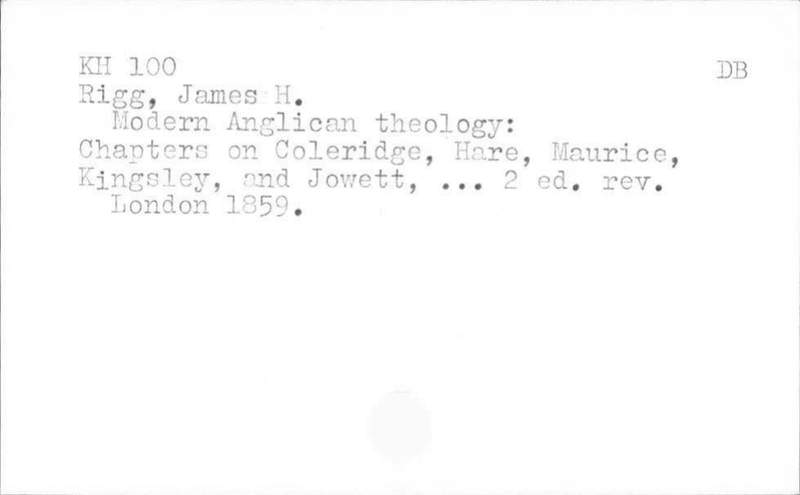 KH 100 DB
Rigg, James H.
Modern Anglican theology:
Chapters on Coleridge, Hare, Maurice,
Kingsley, and Jowett, ... 2 ed. rev.
London 1859.